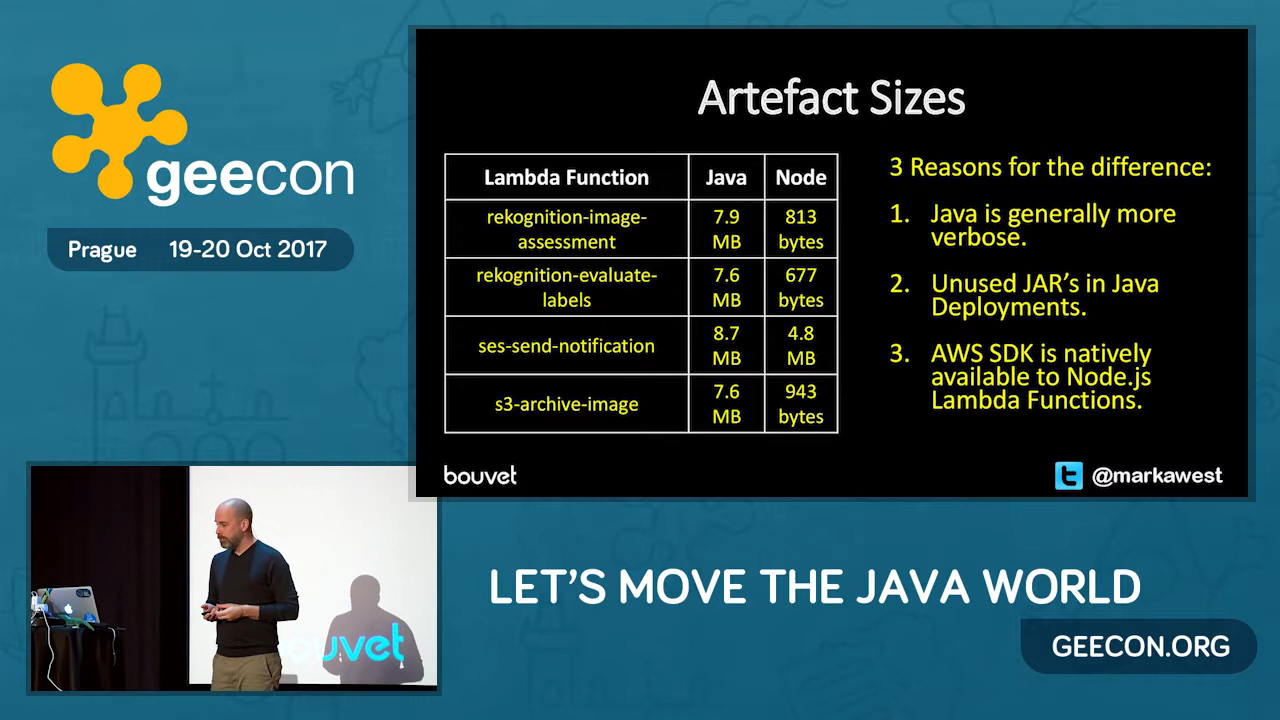 geecon
Prague 19-20 Oct 2017
Artefact Sizes
Lambda Function Java Node
rekognition-image-
assessment
7.9
MB
813
bytes
rekognition-evaluate-
labels
7.6
MB
677
bytes
ses-send-notification
8.7
MB
4.8
MB
s3-archive-image
7.6
MB
943
bytes
3 Reasons for the difference:
1. Java is generally more
verbose.
2. Unused JAR's in Java
Deployments.
3. AWS SDK is natively
available to Node.js
Lambda Functions.
bouvet
@markawest
bouvet
LET'S MOVE THE JAVA WORLD
GEECON.ORG